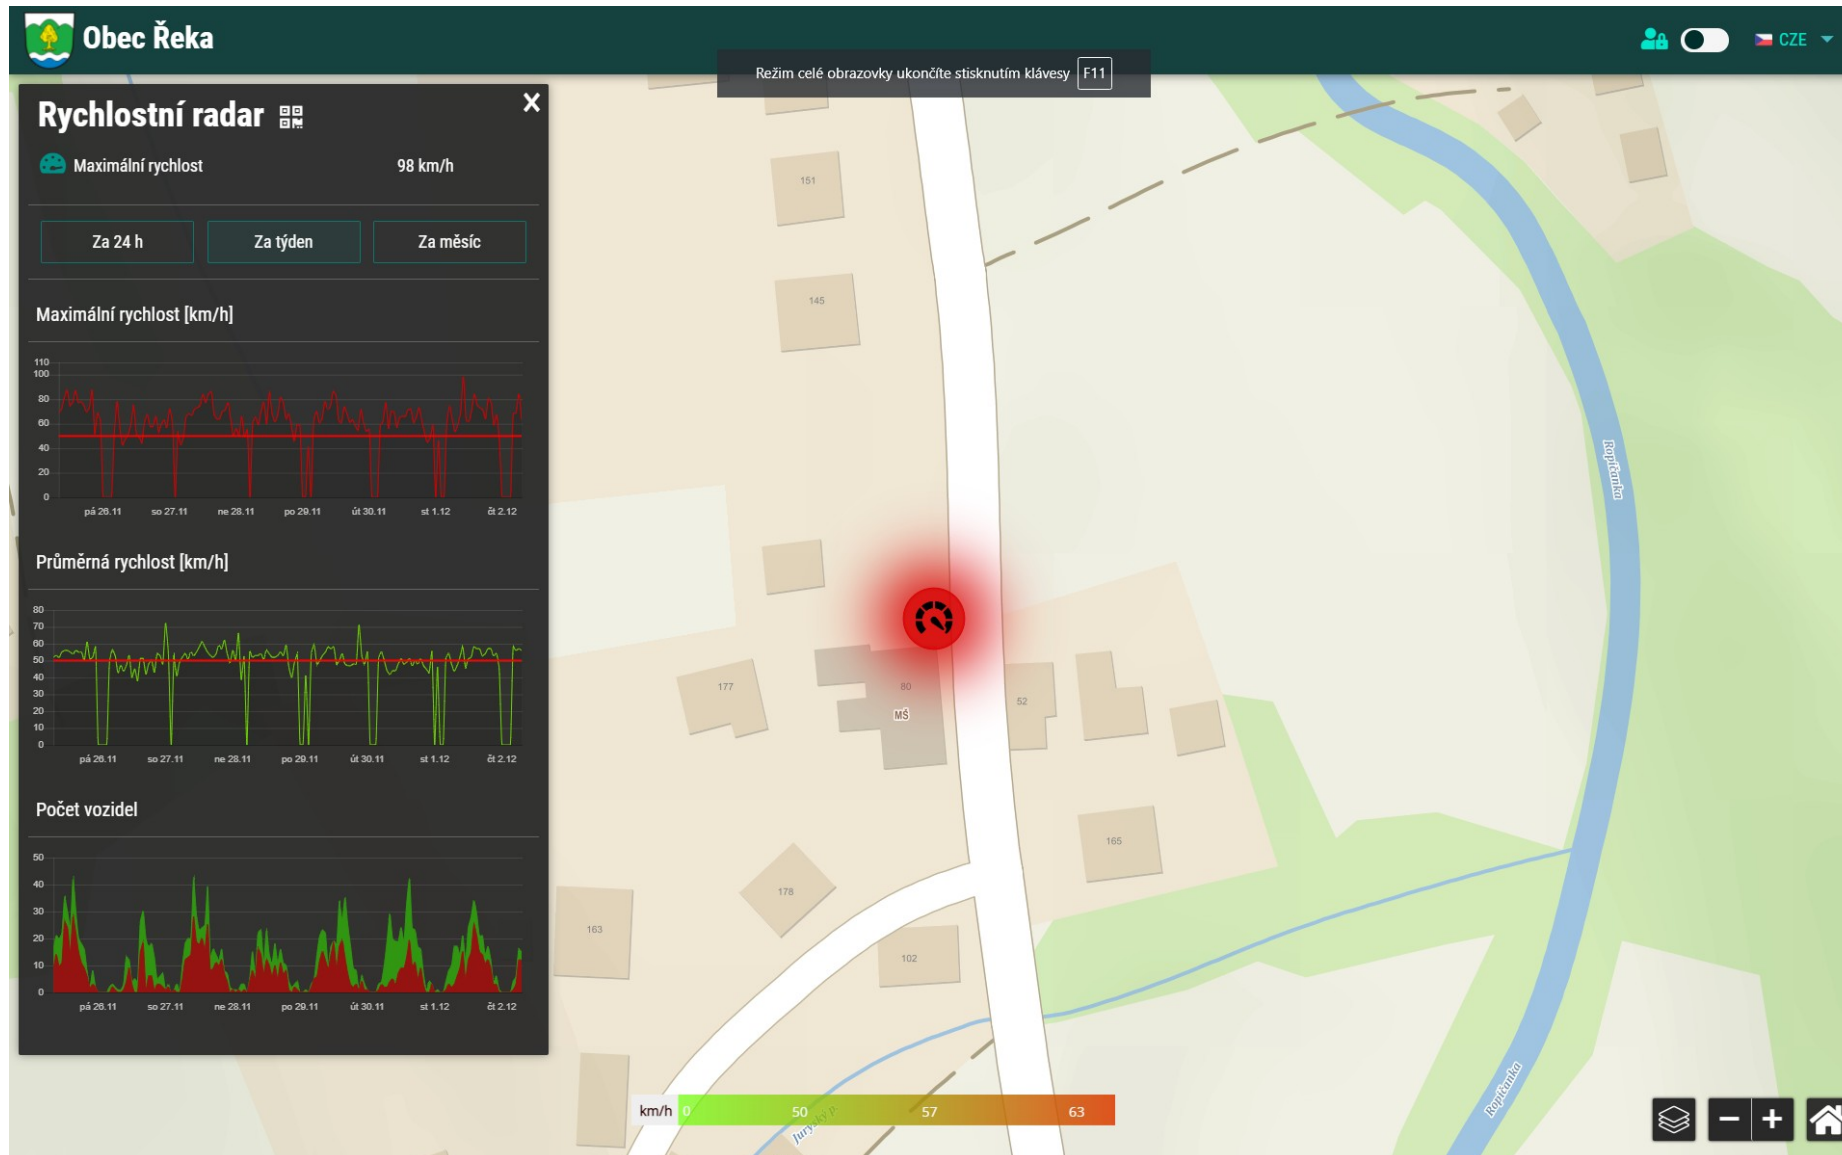 Obec Řeka
CZE
Režim celé obrazovky ukončíte stisknutím klávesy F11
Rychlostní radar
X
Maximální rychlost 98 km/h
Za 24 h Za týden Za měsíc
Maximální rychlost [km/h]
110
100
80
60
40
20
0
pá 26.11 so 27.11 ne 28.11 po 29.11 út 30.11 st 1.12 čt 2.12
Průměrná rychlost [km/h]
80
70
60
50
40
30
20
10
0
pá 26.11 so 27.11 ne 28.11 po 29.11 út 30.11 st 1.12 čt 2.12
Počet vozidel
50
40
30
20
10
0
pá 26.11 so 27.11 ne 28.11 po 29.11 út 30.11 st 1.12 čt 2.12
151
145
Ropičanka
177
80
MŠ
52
165
178
163
102
Ropičanka
km/h 0 50 57 63